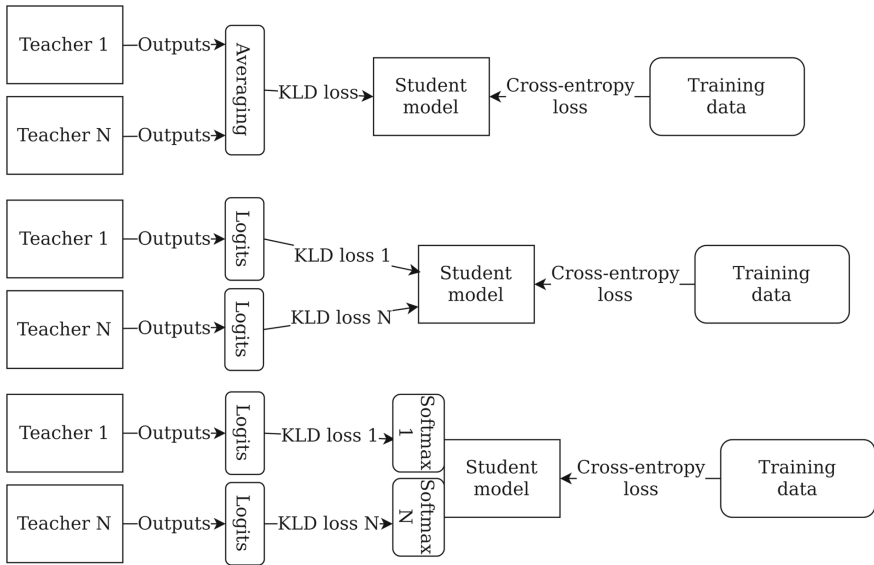 Teacher 1
Outputs
Averaging
KLD loss
Student
model
Cross-entropy
loss
Training
data
Teacher N
Outputs
Teacher 1
Outputs
Logits
KLD loss 1
Student
model
Cross-entropy
loss
Training
data
Teacher N
Outputs
Logits
KLD loss N
Teacher 1
Outputs
Logits
KLD loss 1
Softmax
1
Student
model
Cross-entropy
loss
Training
data
Teacher N
Outputs
Logits
KLD loss N
Softmax
N